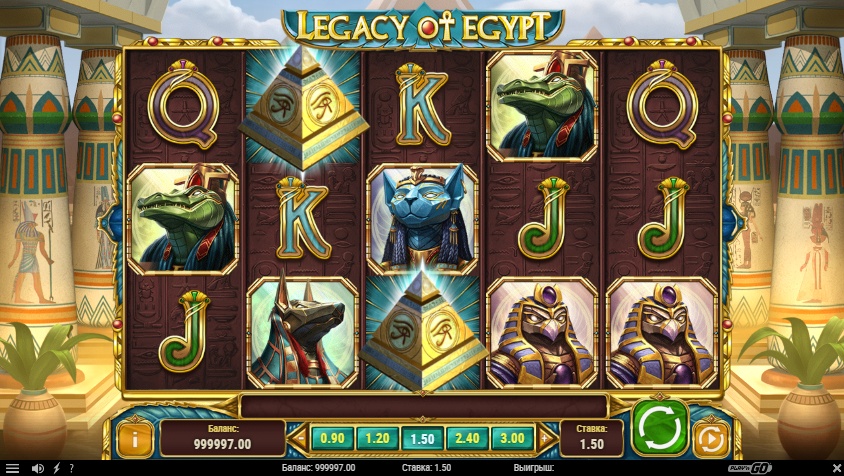 LEGACY OF EGYPT
Q K Q
K J J
J
i
Баланс:
999997.00
- 0.90 1.20 1.50 2.40 3.00 +
Ставка:
1.50
? Баланс: 999997.00 Ставка: 1.50 Выигрыш: PLAY'N GO